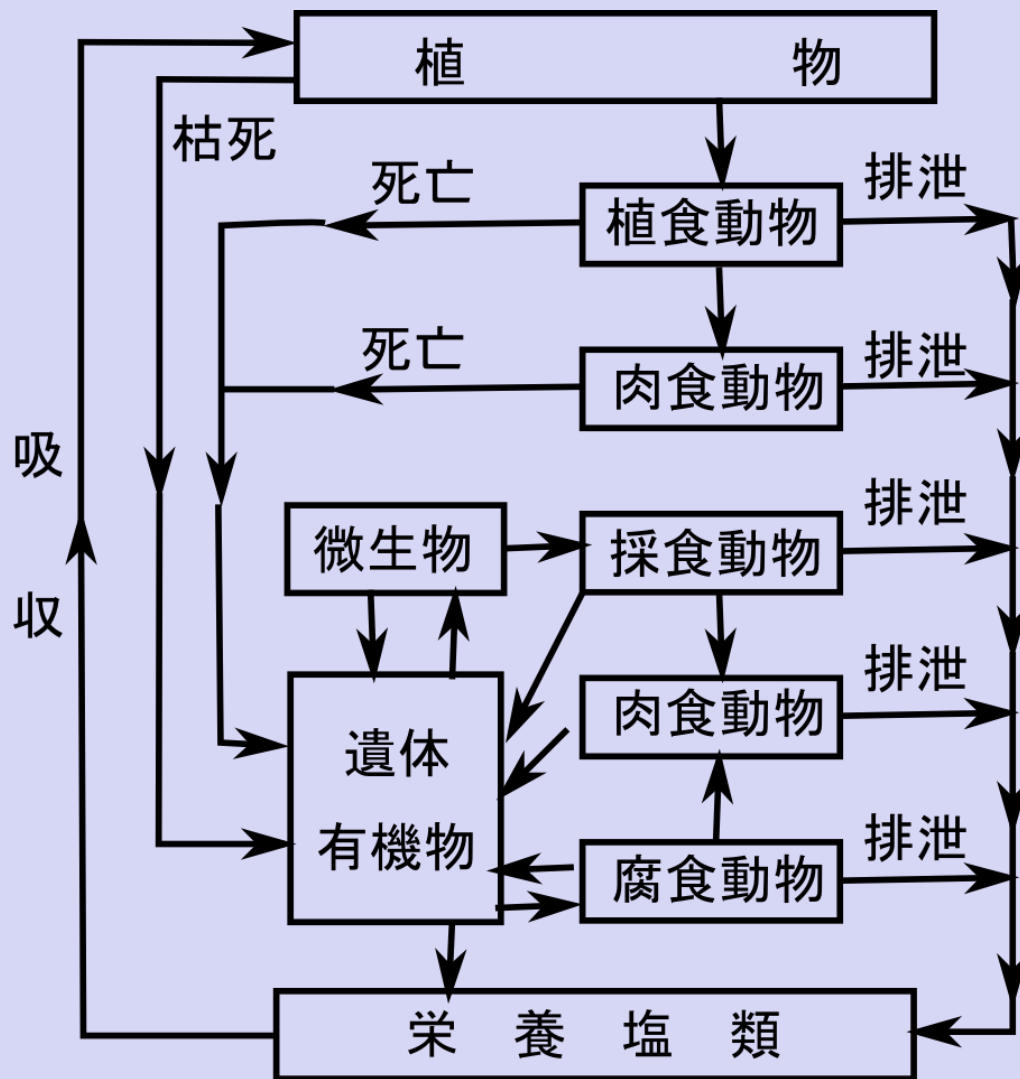 植物
枯死
死亡
植食動物
排泄
死亡
肉食動物
排泄
吸収
微生物
採食動物
排泄
遺体
有機物
肉食動物
排泄
腐食動物
排泄
栄養塩類